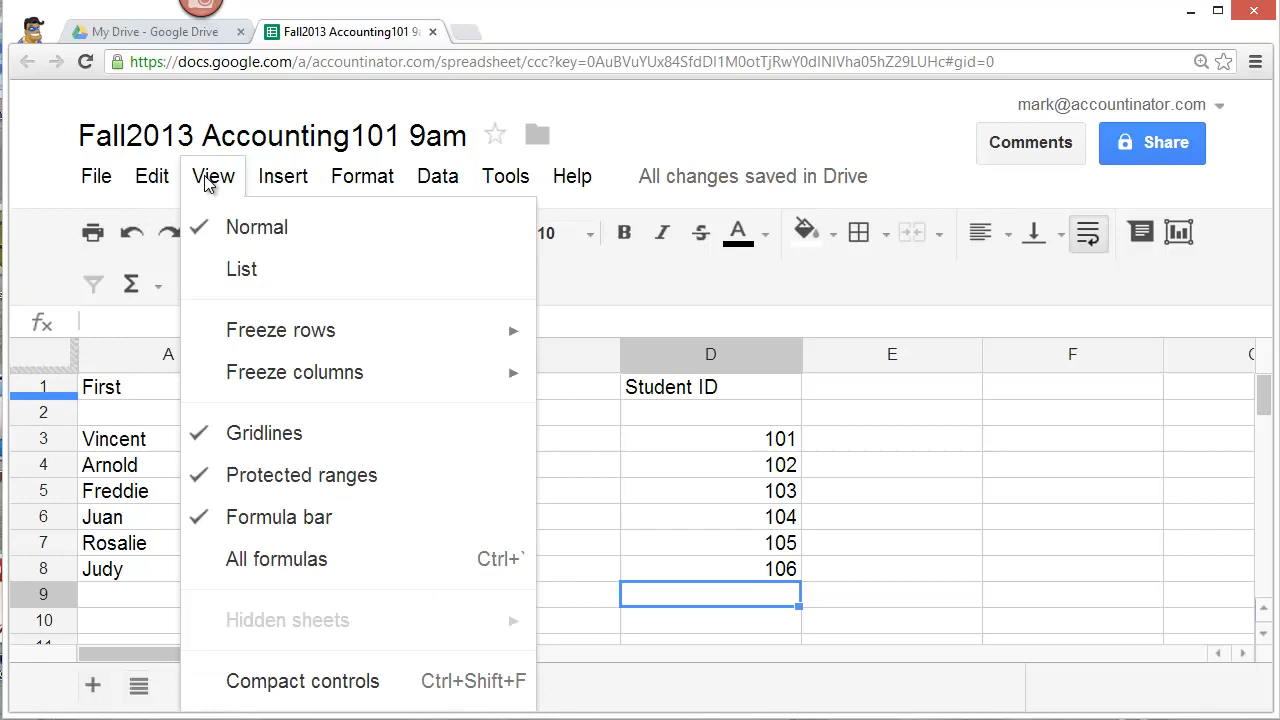 My Drive - Google Drive
Fall2013 Accounting101 9a
https://docs.google.com/a/accountinator.com/spreadsheet/ccc?key=0AuBVuYUx84SfdDI1M0otTjRwY0dINIVha05hZ29LUHc#gid=0
mark@accountinator.com
Fall2013 Accounting101 9am
Comments
Share
File Edit View Insert Format Data Tools Help All changes saved in Drive
Normal
10 B I S A
List
Σ
fx
Freeze rows
A D E F
Freeze columns
1 First Student ID
2
Gridlines
3 Vincent 101
4 Arnold 102
Protected ranges
5 Freddie 103
Formula bar
6 Juan 104
7 Rosalie 105
All formulas Ctrl+`
8 Judy 106
9
Hidden sheets
10
Compact controls Ctrl+Shift+F